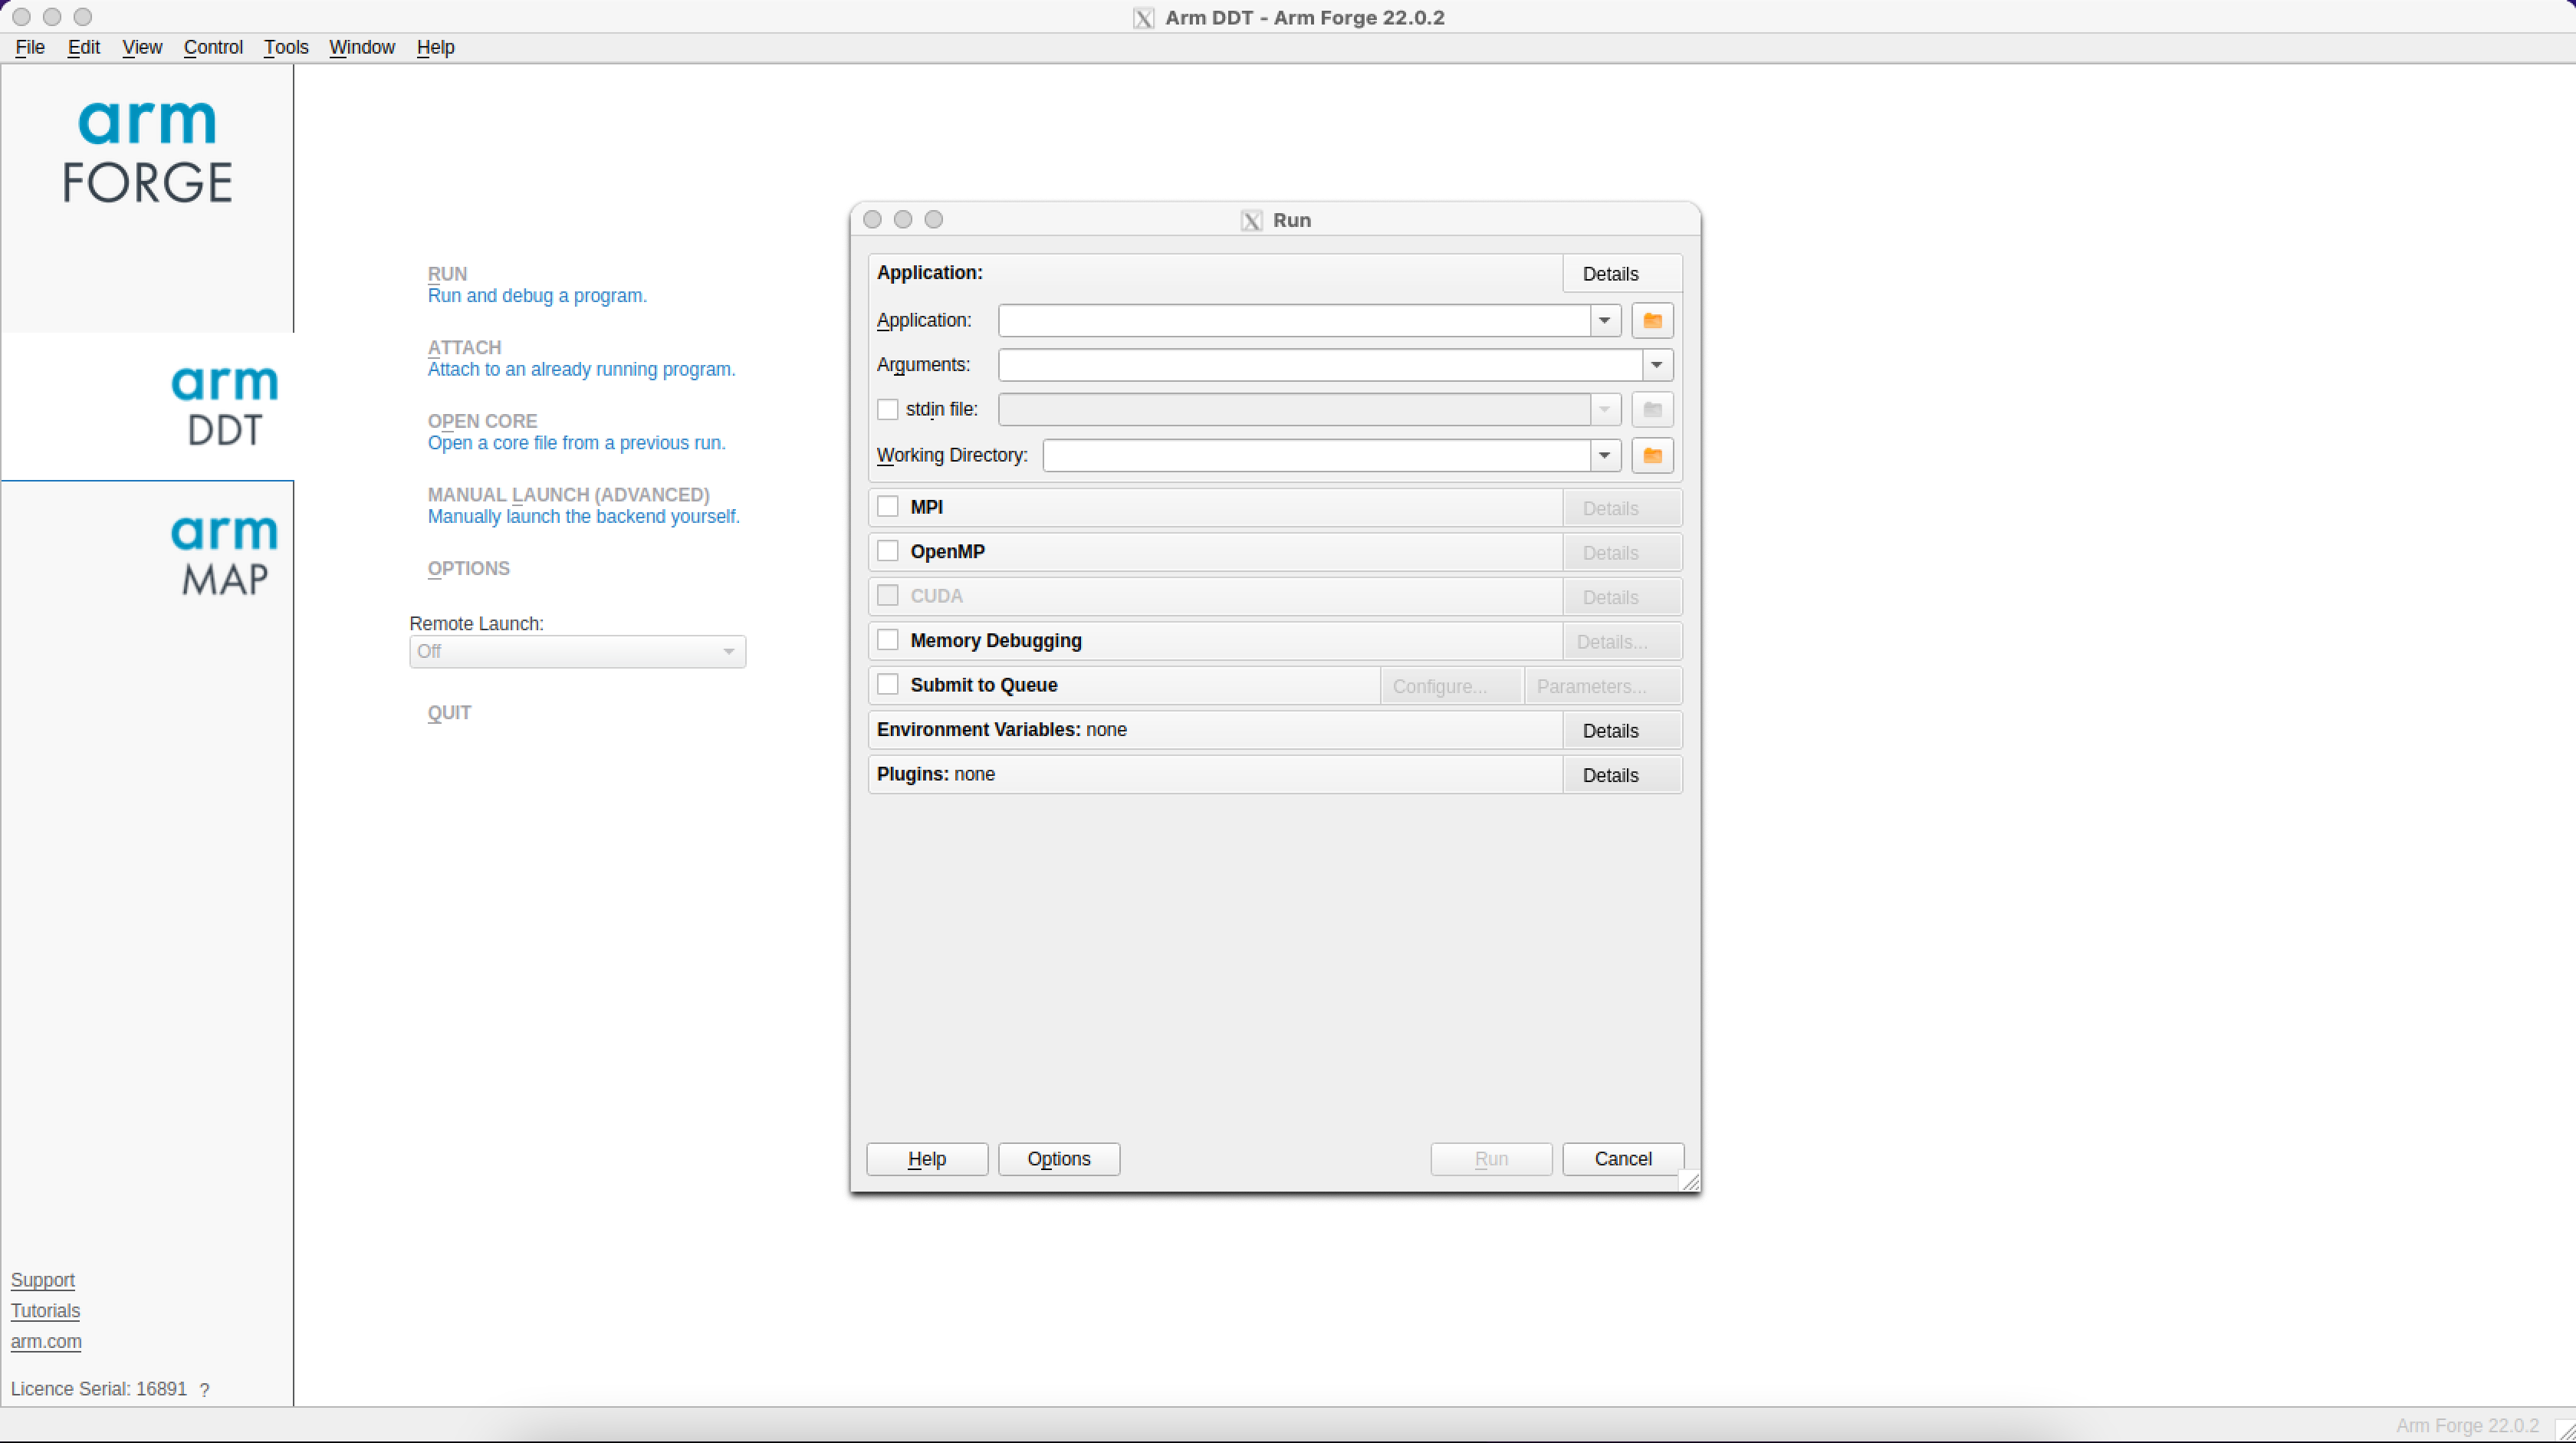 Arm DDT - Arm Forge 22.0.2
File Edit View Control Tools Window Help
arm
FORGE
arm
DDT
arm
MAP
RUN
Run and debug a program.
ATTACH
Attach to an already running program.
OPEN CORE
Open a core file from a previous run.
MANUAL LAUNCH (ADVANCED)
Manually launch the backend yourself.
OPTIONS
Remote Launch:
Off
QUIT
Run
Application: Details
Application:
Arguments:
stdin file:
Working Directory:
MPI Details
OpenMP Details
CUDA Details
Memory Debugging Details...
Submit to Queue Configure... Parameters...
Environment Variables: none Details
Plugins: none Details
Help Options Run Cancel
Support
Tutorials
arm.com
Licence Serial: 16891 ?
Arm Forge 22.0.2